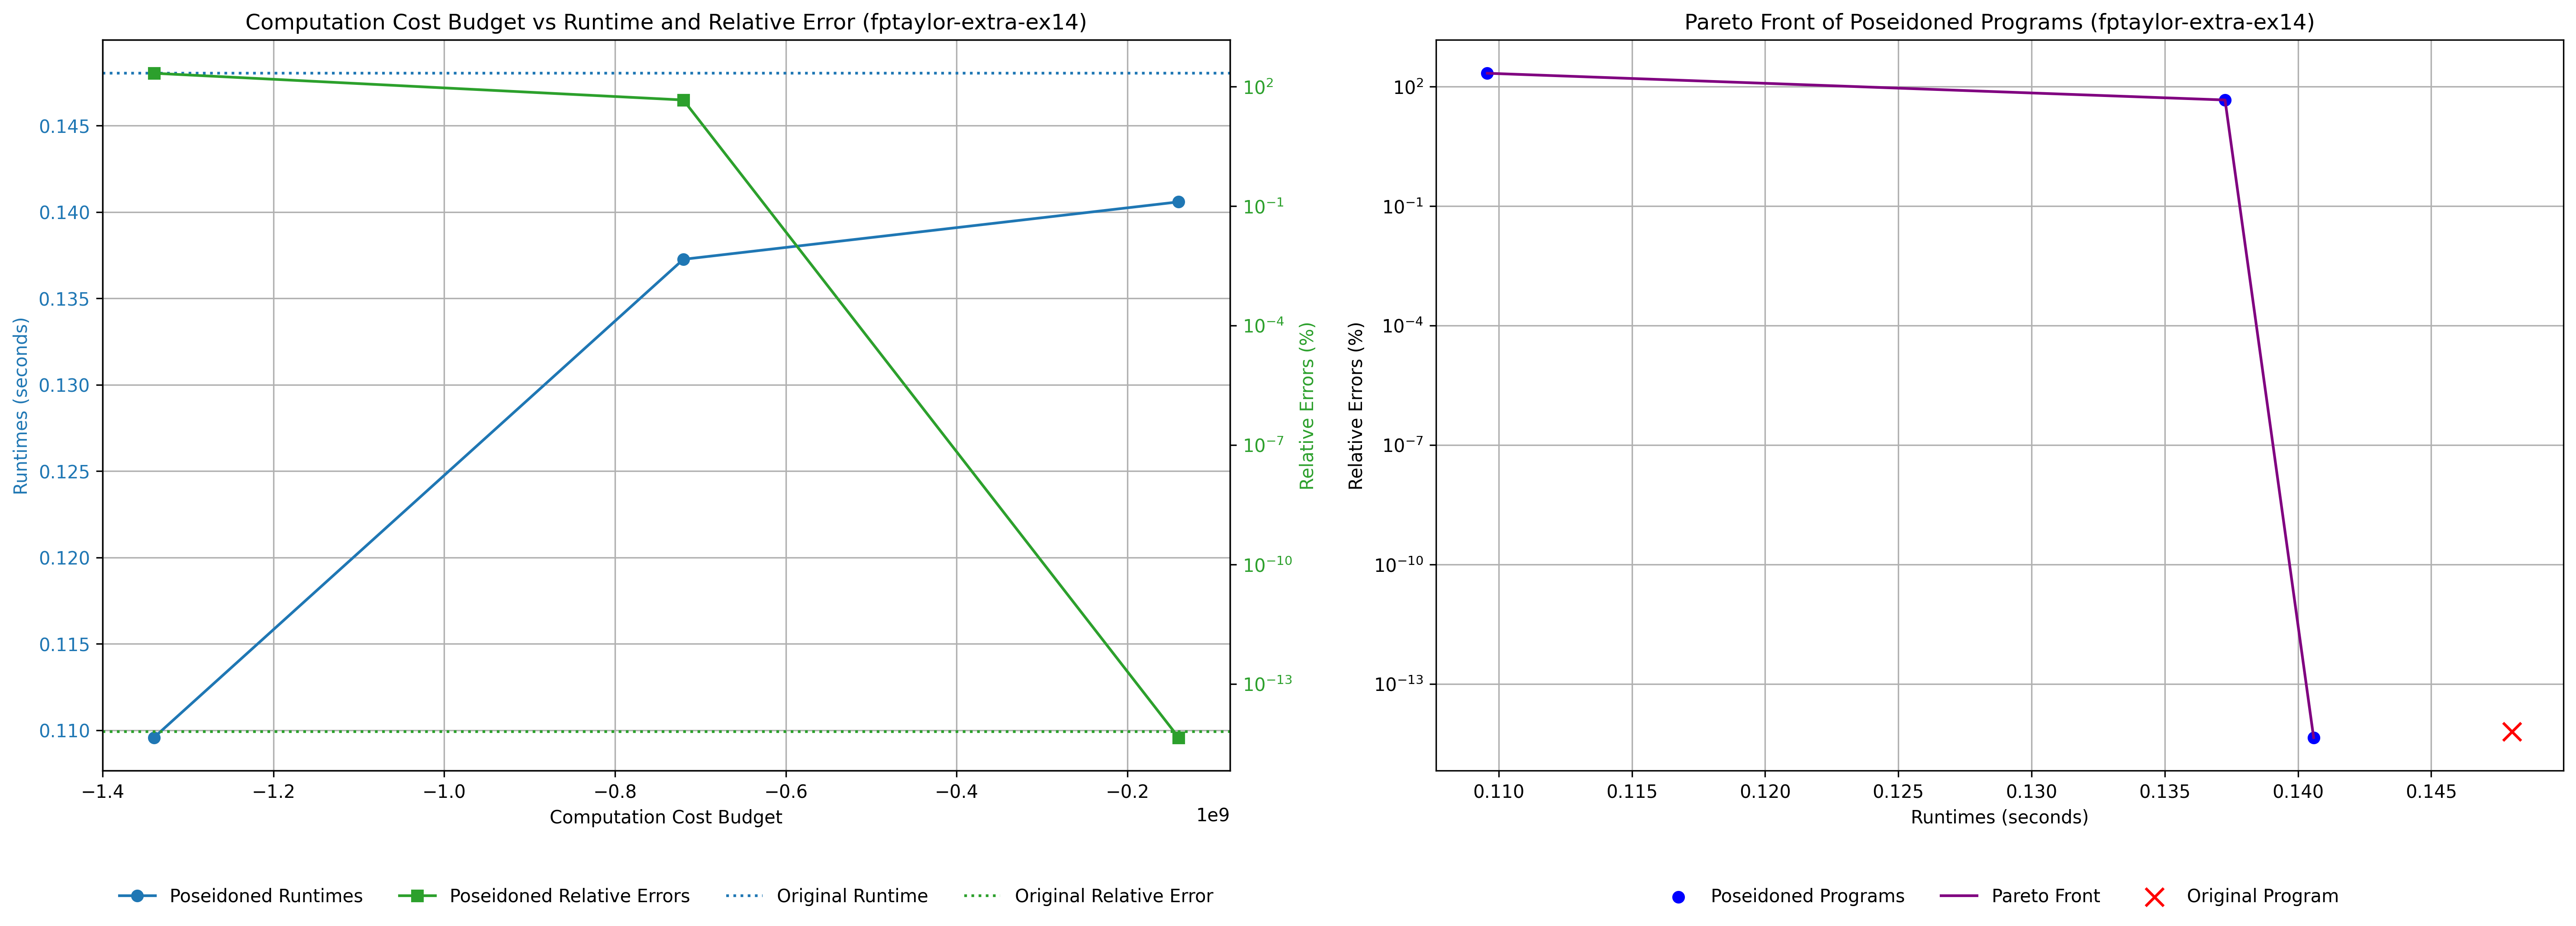 Computation Cost Budget vs Runtime and Relative Error (fptaylor-extra-ex14)
Runtimes (seconds)
0.145
0.140
0.135
0.130
0.125
0.120
0.115
0.110
10^2
10^−1
10^−4
10^−7
10^−10
10^−13
Relative Errors (%)
−1.4 −1.2 −1.0 −0.8 −0.6 −0.4 −0.2
1e9
Computation Cost Budget
Poseidoned Runtimes Poseidoned Relative Errors Original Runtime Original Relative Error
Pareto Front of Poseidoned Programs (fptaylor-extra-ex14)
Relative Errors (%)
10^2
10^−1
10^−4
10^−7
10^−10
10^−13
0.110 0.115 0.120 0.125 0.130 0.135 0.140 0.145
Runtimes (seconds)
Poseidoned Programs Pareto Front Original Program